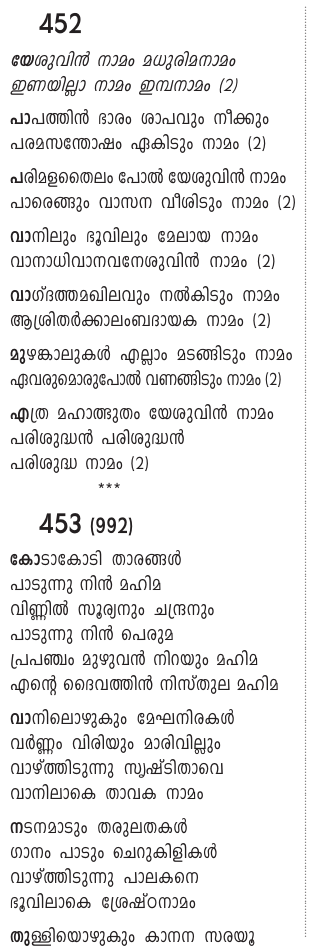 452
യേശുവിൻ നാമം മധുരിമനാമം
ഇണയില്ലാ നാമം ഇമ്പനാമം (2)
പാപത്തിൻ ഭാരം ശാപവും നീക്കും
പരമസന്തോഷം ഏകിടും നാമം (2)
പരിമളതൈലം പോൽ യേശുവിൻ നാമം
പാരെങ്ങും വാസന വീശിടും നാമം (2)
വാനിലും ഭൂവിലും മേലായ നാമം
വാനാധിവാനവനേശുവിൻ നാമം (2)
വാഗ്ദത്തമഖിലവും നൽകിടും നാമം
ആശ്രിതർക്കാലംബദായക നാമം (2)
മുഴങ്കാലുകൾ എല്ലാം മടങ്ങിടും നാമം
ഏവരുമൊരുപോൽ വണങ്ങിടും നാമം (2)
എത്ര മഹാത്ഭുതം യേശുവിൻ നാമം
പരിശുദ്ധൻ പരിശുദ്ധൻ
പരിശുദ്ധ നാമം (2)
***
453 (992)
കോടാകോടി താരങ്ങൾ
പാടുന്നു നിൻ മഹിമ
വിണ്ണിൽ സൂര്യനും ചന്ദ്രനും
പാടുന്നു നിൻ പെരുമ
പ്രപഞ്ചം മുഴുവൻ നിറയും മഹിമ
എന്റെ ദൈവത്തിൻ നിസ്തുല മഹിമ
വാനിലൊഴുകും മേഘനിരകൾ
വർണ്ണം വിരിയും മാരിവില്ലും
വാഴ്ത്തിടുന്നു സൃഷ്ടിതാവെ
വാനിലാകെ താവക നാമം
നടനമാടും തരുലതകൾ
ഗാനം പാടും ചെറുകിളികൾ
വാഴ്ത്തിടുന്നു പാലകനെ
ഭൂവിലാകെ ശ്രേഷ്ഠനാമം
തുള്ളിയൊഴുകും കാനന സരയൂ